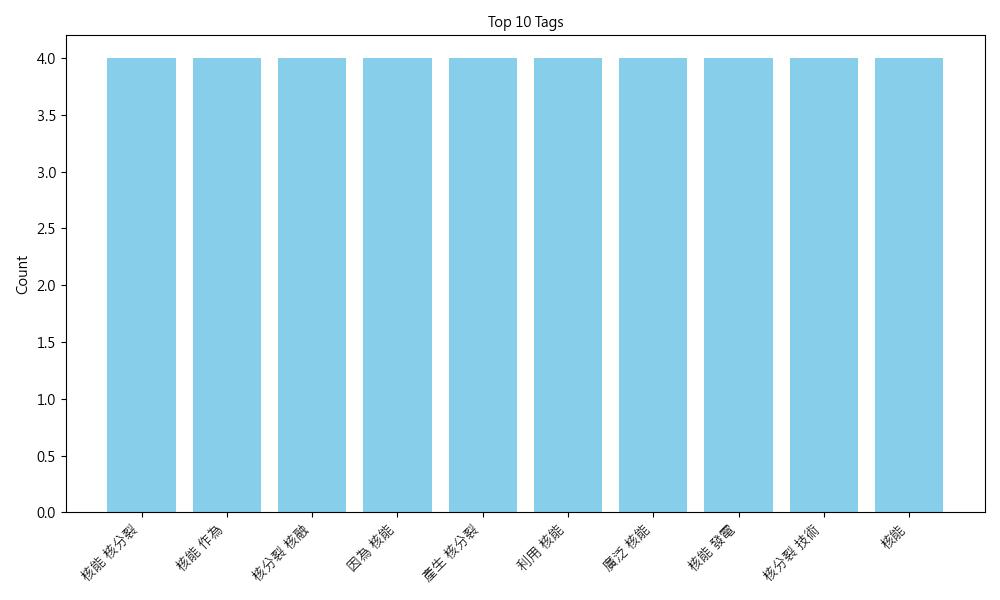 Top 10 Tags
Count
4.0
3.5
3.0
2.5
2.0
1.5
1.0
0.5
0.0
核能 核分裂
核能 作為
核分裂 核融
因為 核能
產生 核分裂
利用 核能
廣泛 核能
核能 發電
核分裂 技術
核能